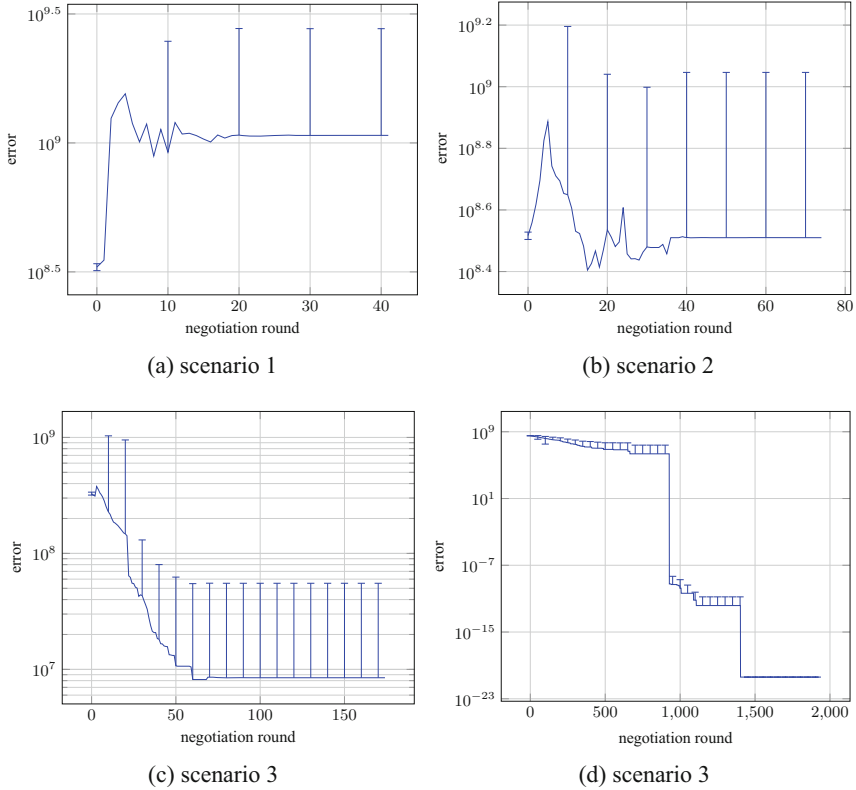 10^9.5
10^9
10^8.5
error
0 10 20 30 40
negotiation round
(a) scenario 1
10^9.2
10^9
10^8.8
10^8.6
10^8.4
error
0 20 40 60 80
negotiation round
(b) scenario 2
10^9
10^8
10^7
error
0 50 100 150
negotiation round
(c) scenario 3
10^9
10^1
10^−7
10^−15
10^−23
error
0 500 1,000 1,500 2,000
negotiation round
(d) scenario 3